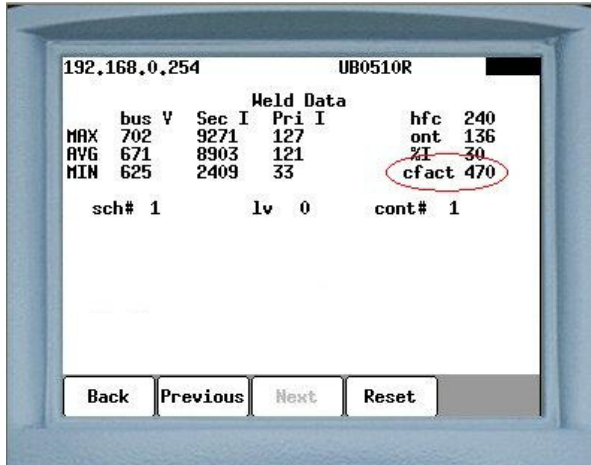 192.168.0.254 UB0510R
Weld Data
bus V Sec I Pri I hfc 240
MAX 702 9271 127 ont 136
AVG 671 8903 121 %I 30
MIN 625 2409 33 cfact 470
sch# 1 lv 0 cont# 1
Back Previous Next Reset